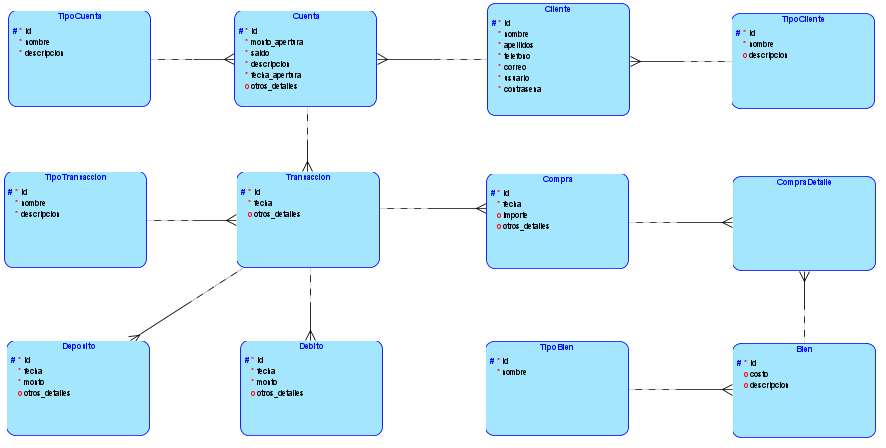 TipoCuenta
# * id
* nombre
* descripcion
Cuenta
# * id
* monto_apertura
* saldo
* descripcion
* fecha_apertura
o otros_detalles
Cliente
# * id
* nombre
* apellidos
* telefono
* correo
* usuario
* contrasena
TipoCliente
# * id
* nombre
o descripcion
TipoTransaccion
# * id
* nombre
* descripcion
Transaccion
# * id
* fecha
o otros_detalles
Compra
# * id
* fecha
o importe
o otros_detalles
CompraDetalle
Deposito
# * id
* fecha
* monto
o otros_detalles
Debito
# * id
* fecha
* monto
o otros_detalles
TipoBien
# * id
* nombre
Bien
# * id
o costo
o descripcion